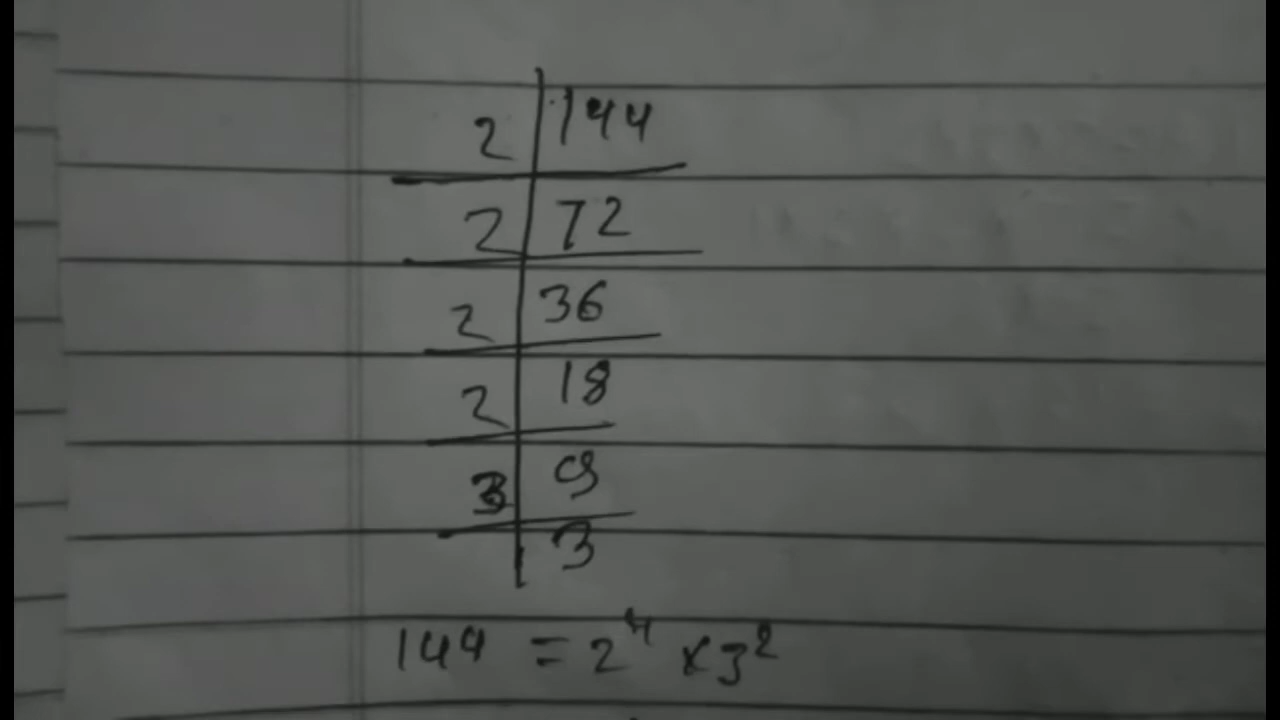 2 | 144
2 | 72
2 | 36
2 | 18
3 | 9
3
144 = 2⁴ × 3²